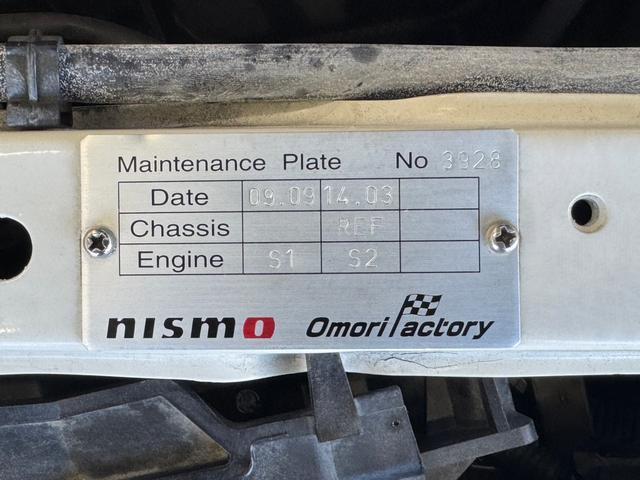 Maintenance Plate No 3928
Date 09.09 14.03
Chassis REF
Engine S1 S2
nismo Omori Factory